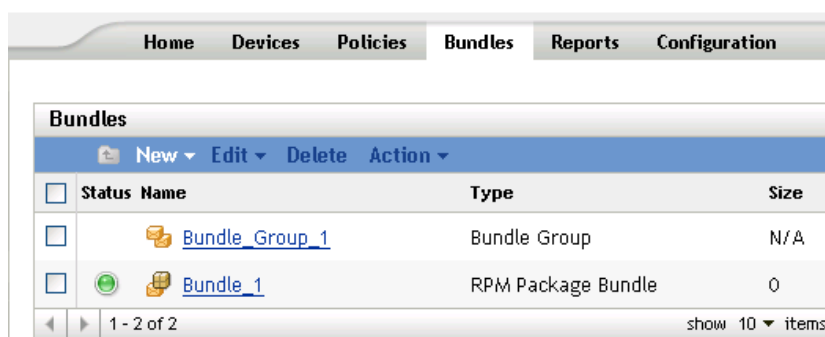 Home Devices Policies Bundles Reports Configuration
Bundles
New Edit Delete Action
Status Name Type Size
Bundle_Group_1 Bundle Group N/A
Bundle_1 RPM Package Bundle 0
1 - 2 of 2 show 10 items